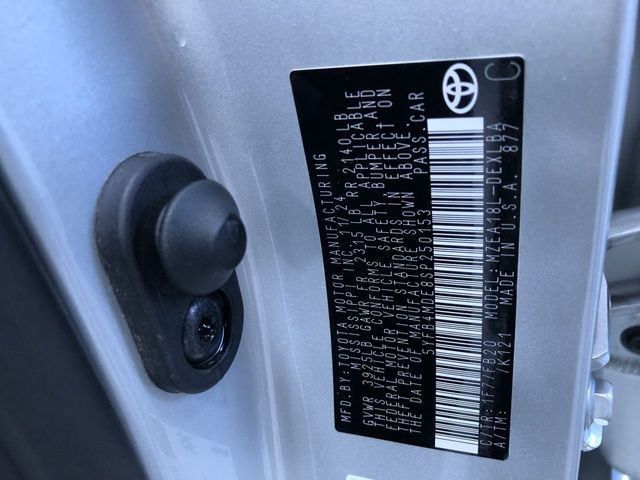 MFD.BY:TOYOTA MOTOR MANUFACTURING
MISSISSIPPI INC. 11/24
GVWR 3925LB GAWR FR 2315 LB RR 2140 LB
THIS VEHICLE CONFORMS TO ALL APPLICABLE
FEDERAL MOTOR VEHICLE SAFETY, BUMPER, AND
THEFT PREVENTION STANDARDS IN EFFECT ON
THE DATE OF MANUFACTURE SHOWN ABOVE.
5YFB4MDE8SP250153 PASS.CAR
C/TR:1F7/FB20 MODEL:MZEA18L-DEXLBA
A/TM: /K121 MADE IN U.S.A. 877
C